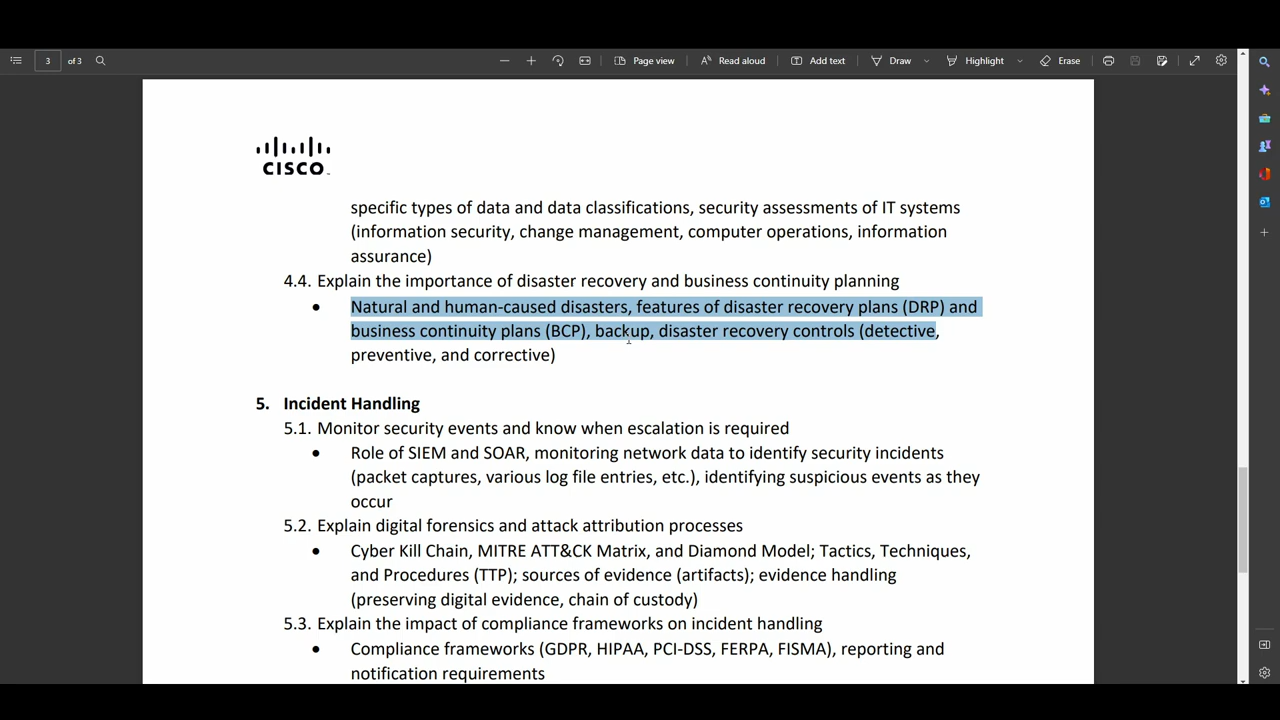 3 of 3
Page view
Read aloud
Add text
Draw
Highlight
Erase
CISCO
specific types of data and data classifications, security assessments of IT systems
(information security, change management, computer operations, information
assurance)
4.4. Explain the importance of disaster recovery and business continuity planning
• Natural and human-caused disasters, features of disaster recovery plans (DRP) and
business continuity plans (BCP), backup, disaster recovery controls (detective,
preventive, and corrective)
5. Incident Handling
5.1. Monitor security events and know when escalation is required
• Role of SIEM and SOAR, monitoring network data to identify security incidents
(packet captures, various log file entries, etc.), identifying suspicious events as they
occur
5.2. Explain digital forensics and attack attribution processes
• Cyber Kill Chain, MITRE ATT&CK Matrix, and Diamond Model; Tactics, Techniques,
and Procedures (TTP); sources of evidence (artifacts); evidence handling
(preserving digital evidence, chain of custody)
5.3. Explain the impact of compliance frameworks on incident handling
• Compliance frameworks (GDPR, HIPAA, PCI-DSS, FERPA, FISMA), reporting and
notification requirements